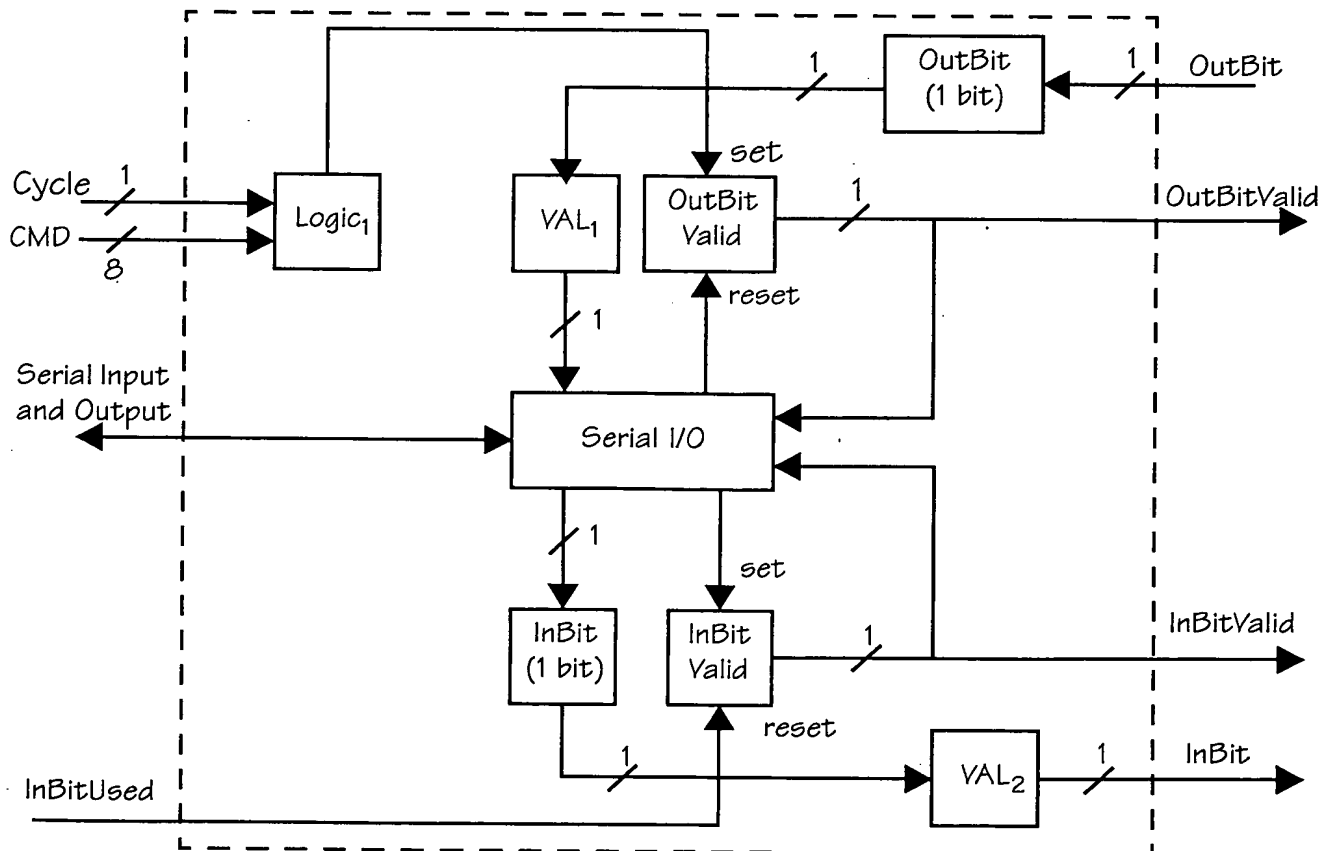 1
OutBit
(1 bit)
1
OutBit
set
Cycle
1
CMD
8
Logic1
VAL1
OutBit
Valid
1
OutBitValid
reset
1
Serial Input
and Output
Serial I/O
1
set
InBit
(1 bit)
InBit
Valid
1
InBitValid
reset
1
VAL2
1
InBit
InBitUsed